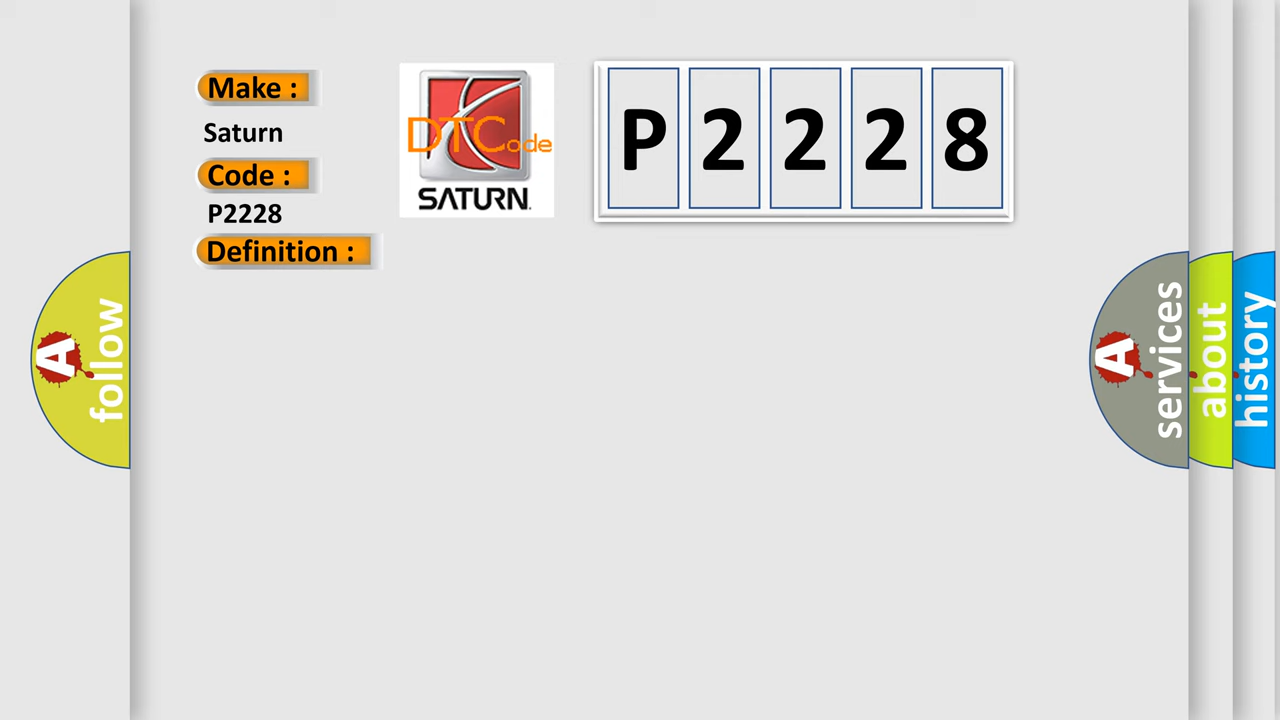 Make :
Saturn
Code :
P2228
Definition :
DTCode
SATURN
P 2 2 2 8
A follow
A services
about
history